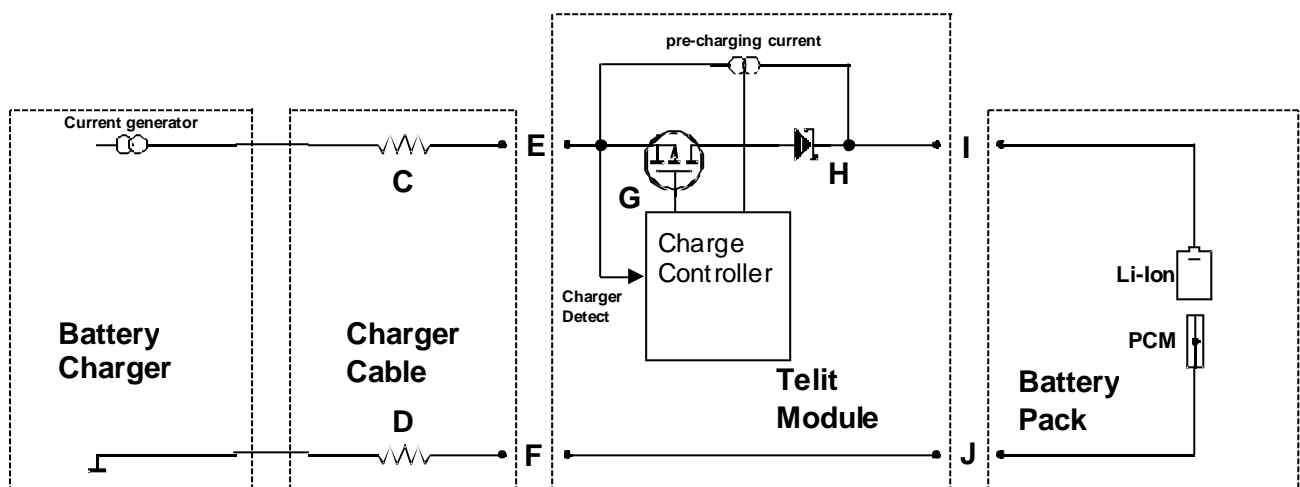 pre-charging current
Current generator
E
I
C
H
G
Charge
Controller
Li-Ion
Charger
Detect
Battery
Charger
Charger
Cable
PCM
Telit
Module
Battery
Pack
D
F
J